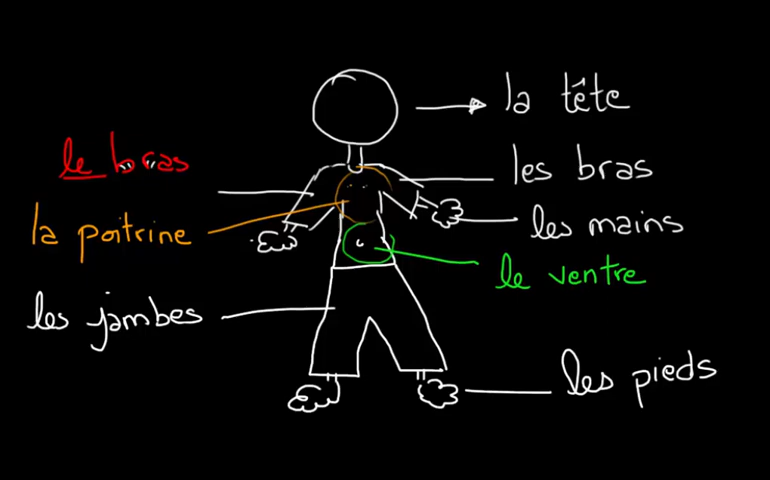 la tête
le bras
les bras
la poitrine
les mains
le ventre
les jambes
les pieds